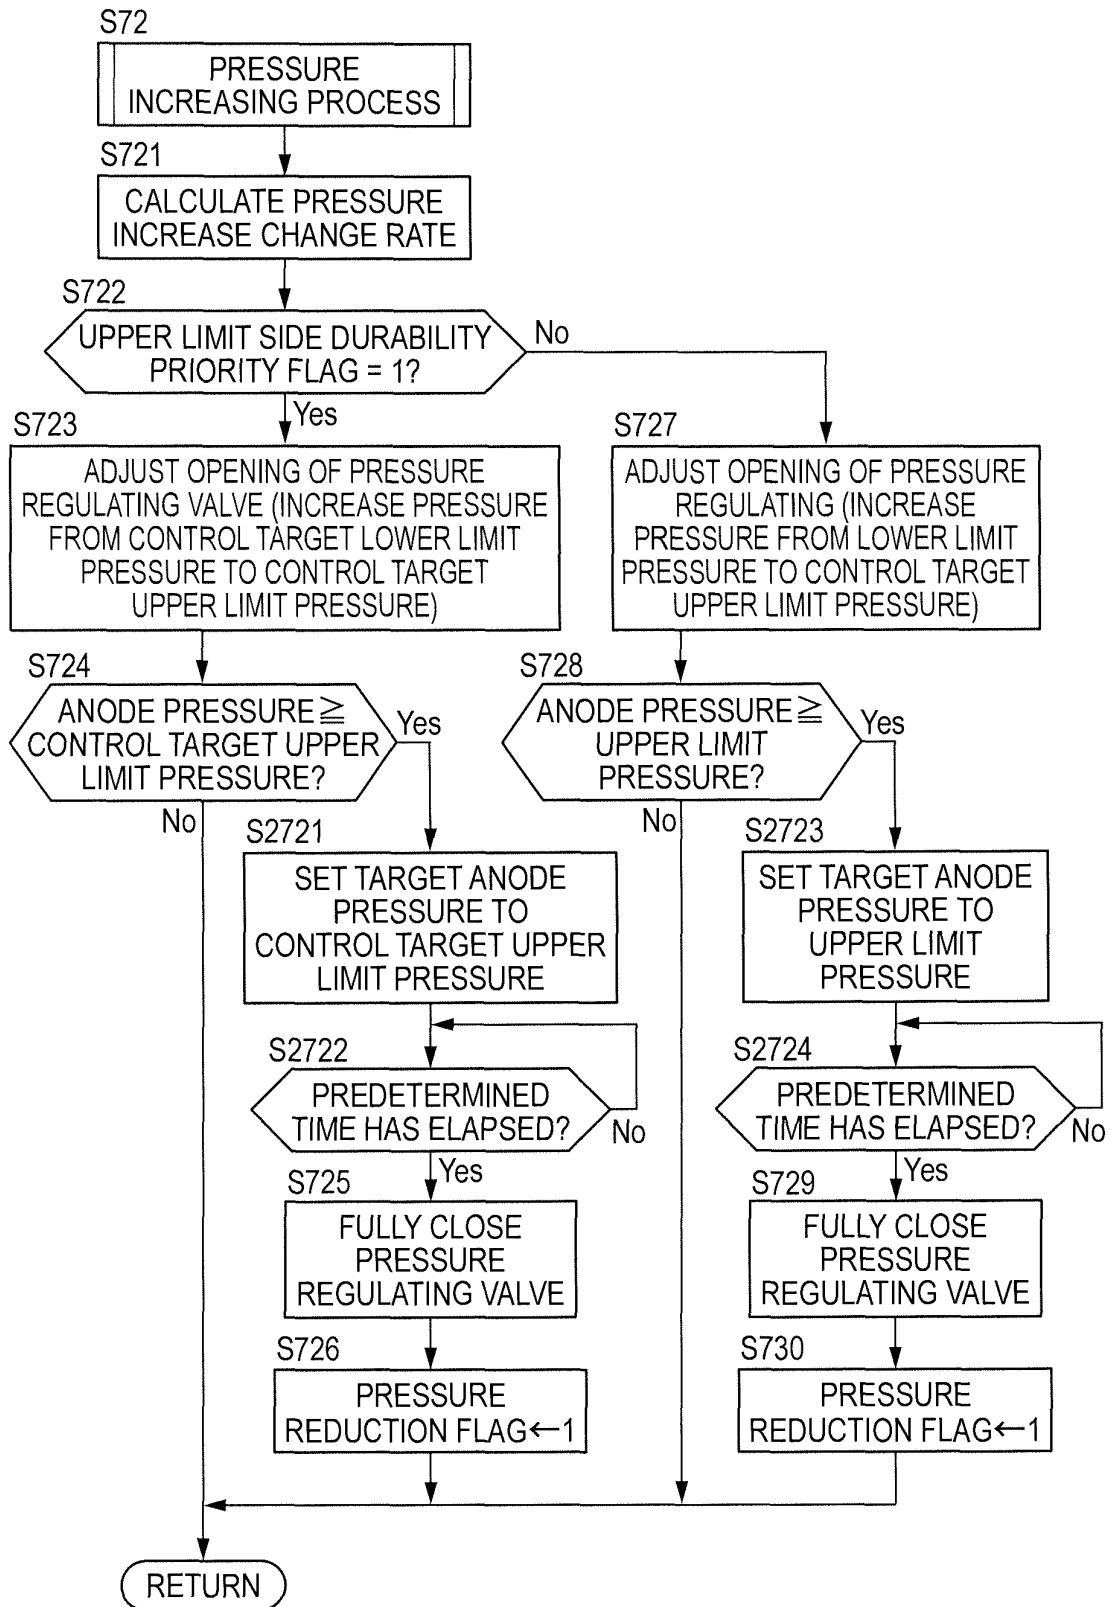 S72
PRESSURE
INCREASING PROCESS
S721
CALCULATE PRESSURE
INCREASE CHANGE RATE
S722
UPPER LIMIT SIDE DURABILITY
PRIORITY FLAG = 1?
No
Yes
S723
ADJUST OPENING OF PRESSURE
REGULATING VALVE (INCREASE PRESSURE
FROM CONTROL TARGET LOWER LIMIT
PRESSURE TO CONTROL TARGET
UPPER LIMIT PRESSURE)
S727
ADJUST OPENING OF PRESSURE
REGULATING (INCREASE
PRESSURE FROM LOWER LIMIT
PRESSURE TO CONTROL TARGET
UPPER LIMIT PRESSURE)
S724
ANODE PRESSURE≧
CONTROL TARGET UPPER
LIMIT PRESSURE?
Yes
No
S728
ANODE PRESSURE≧
UPPER LIMIT
PRESSURE?
Yes
No
S2721
SET TARGET ANODE
PRESSURE TO
CONTROL TARGET UPPER
LIMIT PRESSURE
S2723
SET TARGET ANODE
PRESSURE TO
UPPER LIMIT
PRESSURE
S2722
PREDETERMINED
TIME HAS ELAPSED?
No
Yes
S2724
PREDETERMINED
TIME HAS ELAPSED?
No
Yes
S725
FULLY CLOSE
PRESSURE
REGULATING VALVE
S729
FULLY CLOSE
PRESSURE
REGULATING VALVE
S726
PRESSURE
REDUCTION FLAG←1
S730
PRESSURE
REDUCTION FLAG←1
RETURN